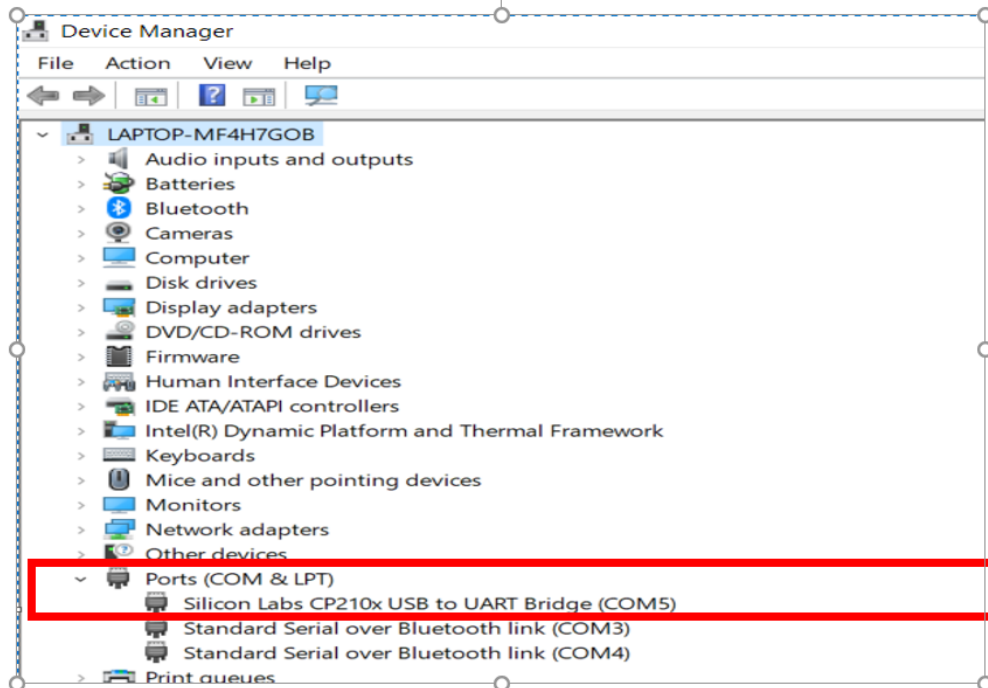 Device Manager
File Action View Help
LAPTOP-MF4H7GOB
Audio inputs and outputs
Batteries
Bluetooth
Cameras
Computer
Disk drives
Display adapters
DVD/CD-ROM drives
Firmware
Human Interface Devices
IDE ATA/ATAPI controllers
Intel(R) Dynamic Platform and Thermal Framework
Keyboards
Mice and other pointing devices
Monitors
Network adapters
Other devices
Ports (COM & LPT)
Silicon Labs CP210x USB to UART Bridge (COM5)
Standard Serial over Bluetooth link (COM3)
Standard Serial over Bluetooth link (COM4)
Print queues